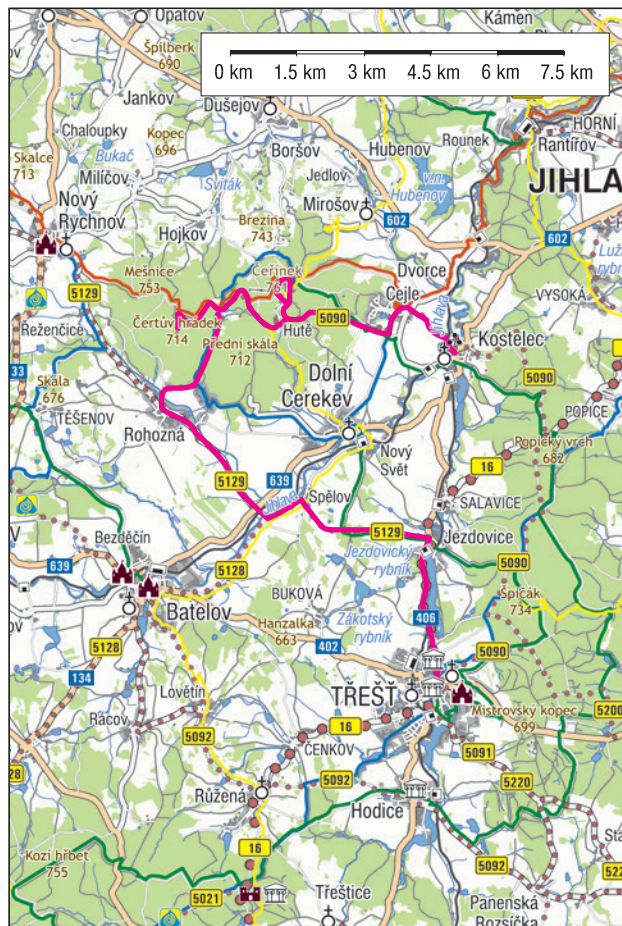 Opatov
Kámen
Špilberk
690
0 km 1.5 km 3 km 4.5 km 6 km 7.5 km
Jankov
Dušejov
Chaloupky
Kopec
696
Hubenov
Rounek
HORNÍ
Rantířov
Skalce
713
Bukač
Boršov
Jedlov
Milíčov
Sviták
v.n.
Hubenov
JIHLA
Nový
Rychnov
Brezina
743
Mirošov
602
Hojkov
602
Luž
rybní
Mešnice
753
Čeřínek
761
Dvorce
5129
Cejle
Jihlava
VYSOKÁ
Řeženčice
Čertův hrádek
714
Hutě
5090
Kostelec
Přední skála
712
33
Skála
676
Dolní
Cerekev
5090
TĚŠENOV
POPICE
Rohozná
Nový
Svět
Popický vrch
682
16
5129
639
Jihlava
Spělov
SALAVICE
5129
Jezdovice
Bezděčín
5128
Jezdovický
rybník
5090
639
BUKOVÁ
Špičák
734
Batelov
Hanzalka
663
Zákotský
rybník
406
5128
402
5090
134
Lovětín
TŘEŠŤ
Mistrovský kopec
699
5200
Rácov
16
5092
ČENKOV
5091
28
5092
5220
Růžená
Hodice
Kozí hřbet
755
16
5092
5021
Třeštice
Panenská
Rozsíčka